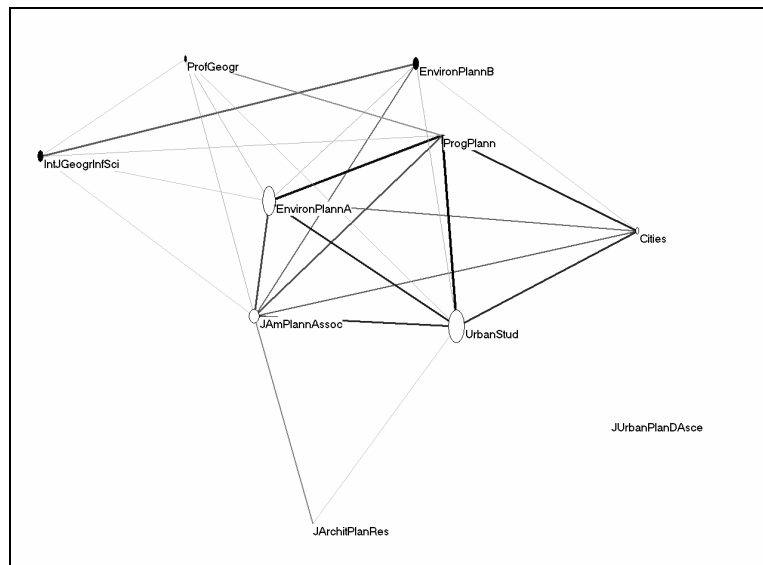 ProfGeogr
EnvironPlannB
ProgPlann
IntJGeogrInfSci
EnvironPlannA
Cities
JAmPlannAssoc
UrbanStud
JUrbanPlanDAsce
JArchitPlanRes